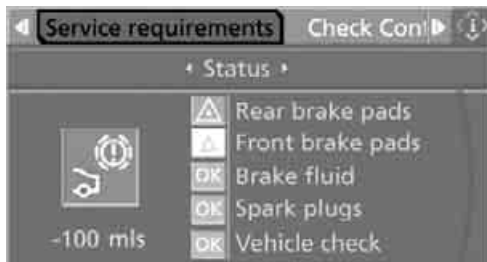 Service requirements Check Con
Status
Rear brake pads
Front brake pads
OK Brake fluid
OK Spark plugs
-100 mls OK Vehicle check